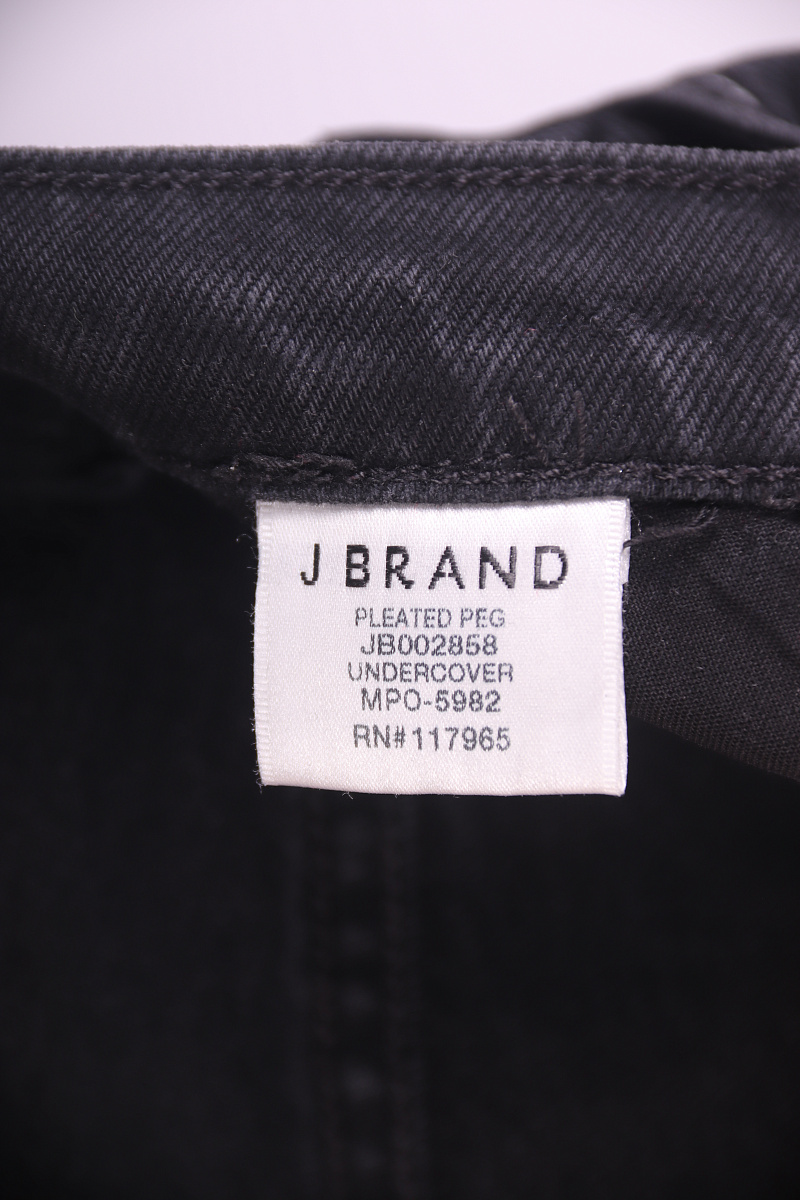 J BRAND
PLEATED PEG
JB002858
UNDERCOVER
MPO-5982
RN#117965